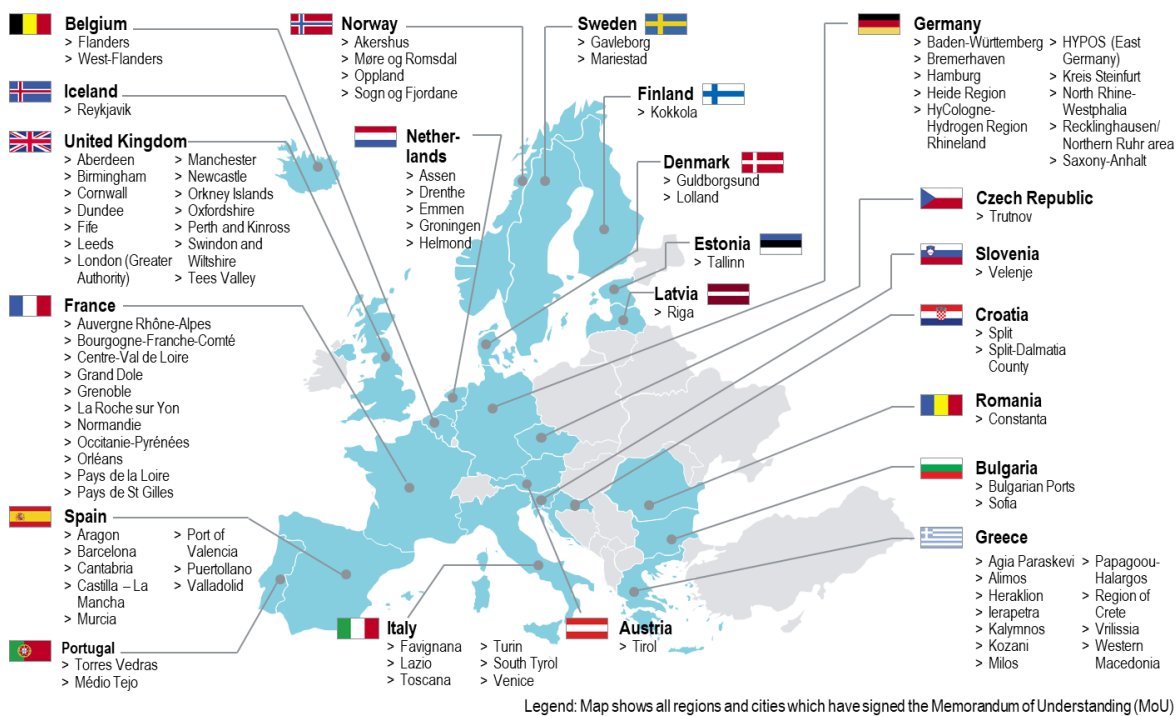 Belgium
> Flanders
> West-Flanders
Iceland
> Reykjavik
United Kingdom
> Aberdeen
> Birmingham
> Cornwall
> Dundee
> Fife
> Leeds
> London (Greater
Authority)
> Manchester
> Newcastle
> Orkney Islands
> Oxfordshire
> Perth and Kinross
> Swindon and
Wiltshire
> Tees Valley
France
> Auvergne Rhône-Alpes
> Bourgogne-Franche-Comté
> Centre-Val de Loire
> Grand Dole
> Grenoble
> La Roche sur Yon
> Normandie
> Occitanie-Pyrénées
> Orléans
> Pays de la Loire
> Pays de St Gilles
Spain
> Aragon
> Barcelona
> Cantabria
> Castilla – La
Mancha
> Murcia
> Port of
Valencia
> Puertollano
> Valladolid
Portugal
> Torres Vedras
> Médio Tejo
Norway
> Akershus
> Møre og Romsdal
> Oppland
> Sogn og Fjordane
Nether-
lands
> Assen
> Drenthe
> Emmen
> Groningen
> Helmond
Sweden
> Gavleborg
> Mariestad
Finland
> Kokkola
Denmark
> Guldborgsund
> Lolland
Estonia
> Tallinn
Latvia
> Riga
Italy
> Favignana
> Lazio
> Toscana
> Turin
> South Tyrol
> Venice
Austria
> Tirol
Germany
> Baden-Württemberg
> Bremerhaven
> Hamburg
> Heide Region
> HyCologne-
Hydrogen Region
Rhineland
> HYPOS (East
Germany)
> Kreis Steinfurt
> North Rhine-
Westphalia
> Recklinghausen/
Northern Ruhr area
> Saxony-Anhalt
Czech Republic
> Trutnov
Slovenia
> Velenje
Croatia
> Split
> Split-Dalmatia
County
Romania
> Constanta
Bulgaria
> Bulgarian Ports
> Sofia
Greece
> Agia Paraskevi
> Alimos
> Heraklion
> Ierapetra
> Kalymnos
> Kozani
> Milos
> Papagoou-
Halargos
> Region of
Crete
> Vrilissia
> Western
Macedonia
Legend: Map shows all regions and cities which have signed the Memorandum of Understanding (MoU)